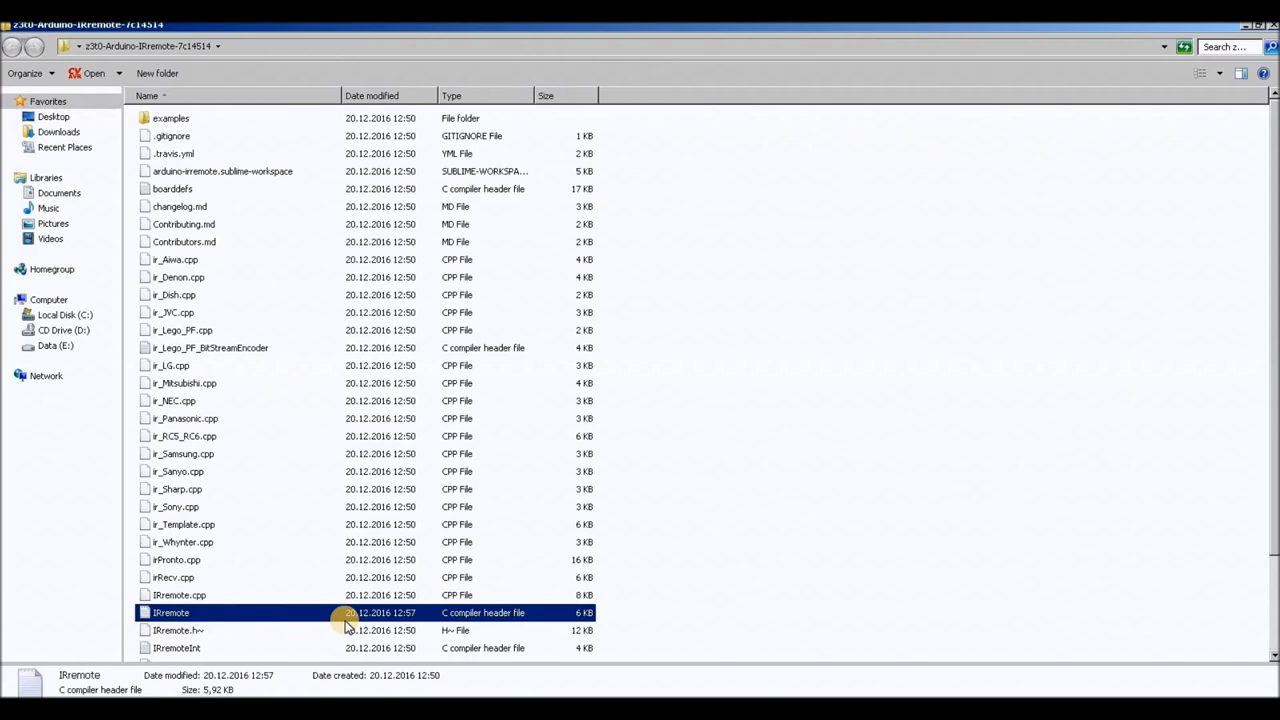 z3t0-Arduino-IRremote-7c14514
z3t0-Arduino-IRremote-7c14514
Search z...
Organize Open New folder
Name Date modified Type Size
Favorites
Desktop
Downloads
Recent Places
Libraries
Documents
Music
Pictures
Videos
Homegroup
Computer
Local Disk (C:)
CD Drive (D:)
Data (E:)
Network
examples 20.12.2016 12:50 File folder
.gitignore 20.12.2016 12:50 GITIGNORE File 1 KB
.travis.yml 20.12.2016 12:50 YML File 2 KB
arduino-irremote.sublime-workspace 20.12.2016 12:50 SUBLIME-WORKSPA... 5 KB
boarddefs 20.12.2016 12:50 C compiler header file 17 KB
changelog.md 20.12.2016 12:50 MD File 3 KB
Contributing.md 20.12.2016 12:50 MD File 2 KB
Contributors.md 20.12.2016 12:50 MD File 2 KB
ir_Aiwa.cpp 20.12.2016 12:50 CPP File 4 KB
ir_Denon.cpp 20.12.2016 12:50 CPP File 4 KB
ir_Dish.cpp 20.12.2016 12:50 CPP File 2 KB
ir_JVC.cpp 20.12.2016 12:50 CPP File 3 KB
ir_Lego_PF.cpp 20.12.2016 12:50 CPP File 2 KB
ir_Lego_PF_BitStreamEncoder 20.12.2016 12:50 C compiler header file 4 KB
ir_LG.cpp 20.12.2016 12:50 CPP File 3 KB
ir_Mitsubishi.cpp 20.12.2016 12:50 CPP File 4 KB
ir_NEC.cpp 20.12.2016 12:50 CPP File 3 KB
ir_Panasonic.cpp 20.12.2016 12:50 CPP File 3 KB
ir_RC5_RC6.cpp 20.12.2016 12:50 CPP File 6 KB
ir_Samsung.cpp 20.12.2016 12:50 CPP File 3 KB
ir_Sanyo.cpp 20.12.2016 12:50 CPP File 3 KB
ir_Sharp.cpp 20.12.2016 12:50 CPP File 3 KB
ir_Sony.cpp 20.12.2016 12:50 CPP File 3 KB
ir_Template.cpp 20.12.2016 12:50 CPP File 6 KB
ir_Whynter.cpp 20.12.2016 12:50 CPP File 3 KB
irPronto.cpp 20.12.2016 12:50 CPP File 16 KB
irRecv.cpp 20.12.2016 12:50 CPP File 6 KB
IRremote.cpp 20.12.2016 12:50 CPP File 8 KB
IRremote 20.12.2016 12:57 C compiler header file 6 KB
IRremote.h~ 20.12.2016 12:50 H~ File 12 KB
IRremoteInt 20.12.2016 12:50 C compiler header file 4 KB
IRremote Date modified: 20.12.2016 12:57 Date created: 20.12.2016 12:50
C compiler header file Size: 5,92 KB